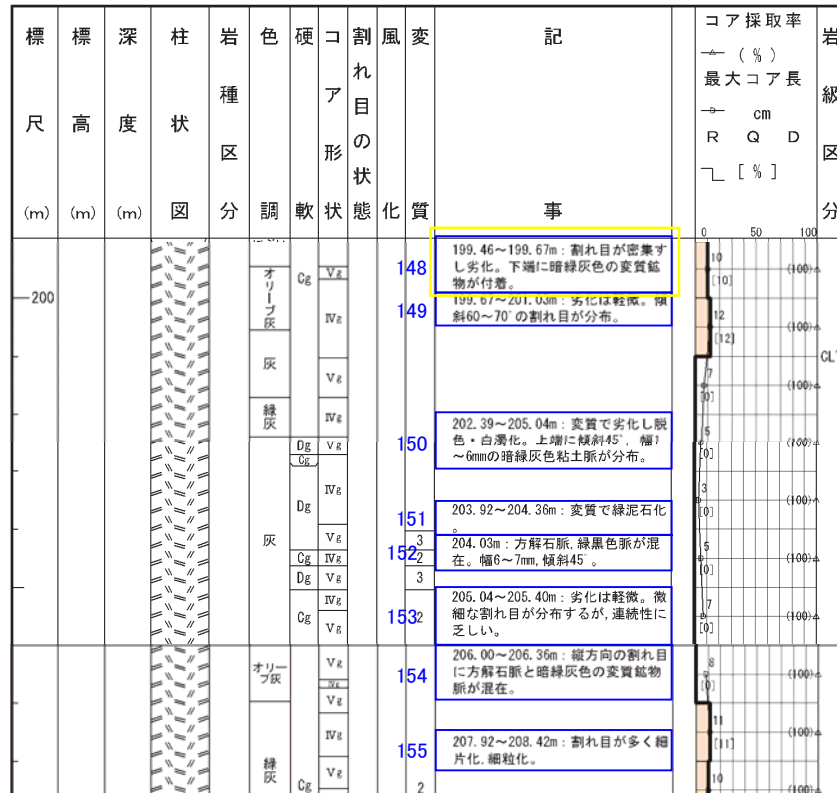 標尺(m)
標高(m)
深度(m)
柱状図
岩種区分
色調
硬軟
コア形状
割れ目の状態
風化
変質
記事
コア採取率
(%)
最大コア長
cm
R Q D
[%]
岩級区分
0 50 100
200
オリーブ灰
灰
緑灰
灰
オリーブ灰
緑灰
Cg
Dg
Cg
Dg
Cg
Dg
Cg
Cg
Ⅴg
Ⅳg
Ⅴg
Ⅳg
Ⅴg
Ⅳg
Ⅴg
Ⅳg
Ⅴg
Ⅳg
Ⅴg
Ⅴg
Ⅳg
Ⅴg
Ⅳg
Ⅴg
3
2
3
2
2
148
199.46~199.67m:割れ目が密集す
し劣化。下端に暗緑灰色の変質鉱
物が付着。
149
199.67~201.03m:劣化は軽微。傾
斜60~70°の割れ目が分布。
150
202.39~205.04m:変質で劣化し脱
色・白濁化。上端に傾斜45°, 幅1
~6mmの暗緑灰色粘土脈が分布。
151
203.92~204.36m:変質で緑泥石化
。
152
204.03m:方解石脈,緑黒色脈が混
在。幅6~7mm,傾斜45°。
153
205.04~205.40m:劣化は軽微。微
細な割れ目が分布するが,連続性に
乏しい。
154
206.00~206.36m:縦方向の割れ目
に方解石脈と暗緑灰色の変質鉱物
脈が混在。
155
207.92~208.42m:割れ目が多く細
片化,細粒化。
10 (100)
[10]
12 (100)
[12]
7 (100)
[0]
5 (100)
[0]
3 (100)
[0]
5 (100)
[0]
7 (100)
[0]
8 (100)
[0]
11 (100)
[11]
10 (100)